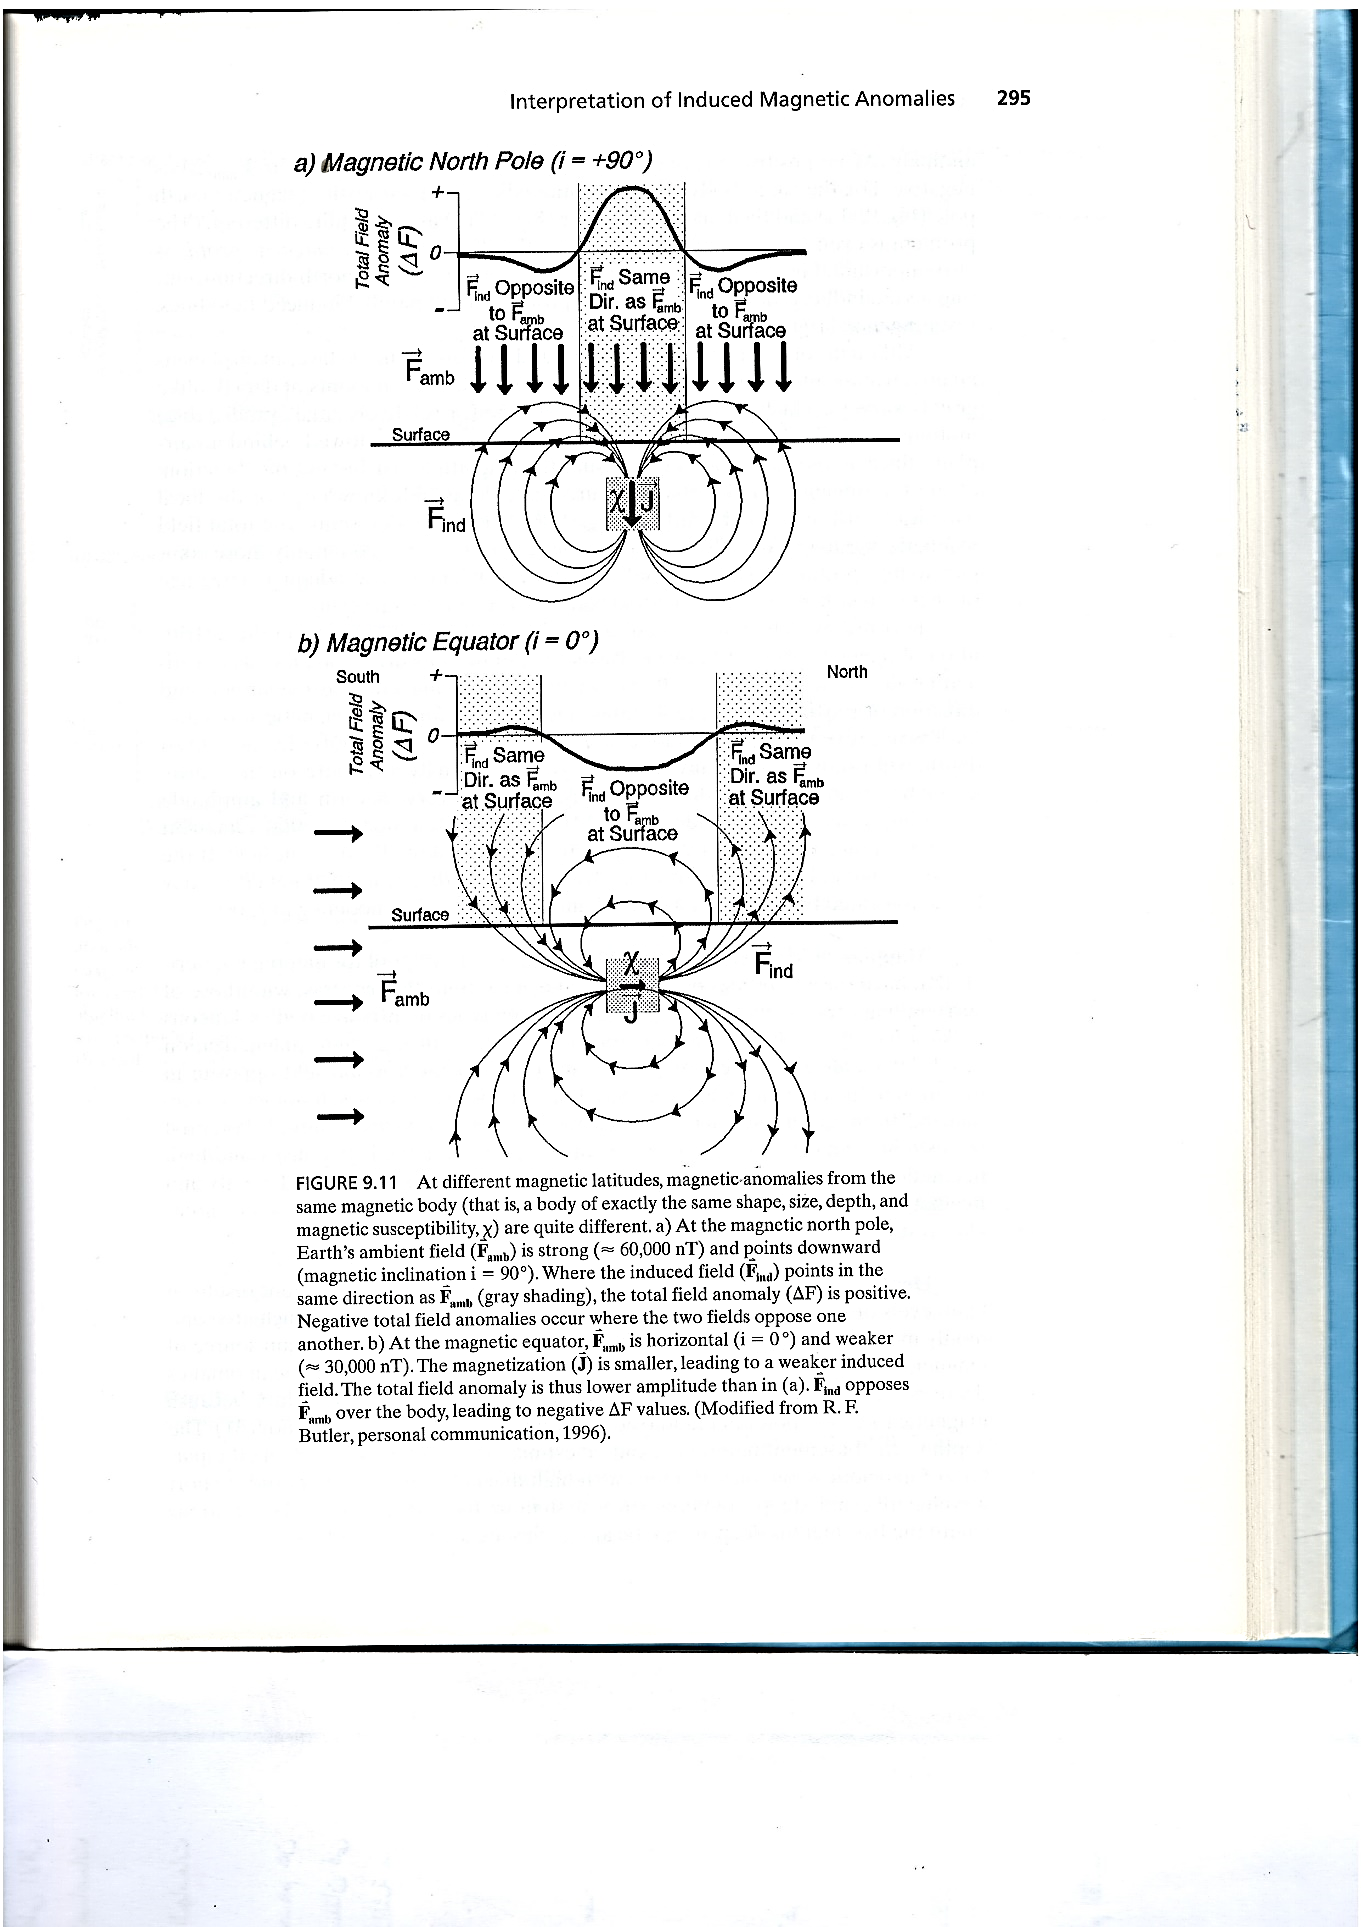 Interpretation of Induced Magnetic Anomalies 295
a) Magnetic North Pole (i = +90°)
+
0
-
Total Field
Anomaly
(ΔF)
F⃗ind Opposite
to F⃗amb
at Surface
F⃗ind Same
Dir. as F⃗amb
at Surface
F⃗ind Opposite
to F⃗amb
at Surface
F⃗amb
Surface
χ J⃗
F⃗ind
b) Magnetic Equator (i = 0°)
South
North
+
0
-
Total Field
Anomaly
(ΔF)
F⃗ind Same
Dir. as F⃗amb
at Surface
F⃗ind Opposite
to F⃗amb
at Surface
F⃗ind Same
Dir. as F⃗amb
at Surface
Surface
F⃗amb
χ
J⃗
F⃗ind
FIGURE 9.11 At different magnetic latitudes, magnetic anomalies from the
same magnetic body (that is, a body of exactly the same shape, size, depth, and
magnetic susceptibility, χ) are quite different. a) At the magnetic north pole,
Earth's ambient field (F⃗amb) is strong (≈ 60,000 nT) and points downward
(magnetic inclination i = 90°). Where the induced field (F⃗ind) points in the
same direction as F⃗amb (gray shading), the total field anomaly (ΔF) is positive.
Negative total field anomalies occur where the two fields oppose one
another. b) At the magnetic equator, F⃗amb is horizontal (i = 0°) and weaker
(≈ 30,000 nT). The magnetization (J⃗) is smaller, leading to a weaker induced
field. The total field anomaly is thus lower amplitude than in (a). F⃗ind opposes
F⃗amb over the body, leading to negative ΔF values. (Modified from R. F.
Butler, personal communication, 1996).